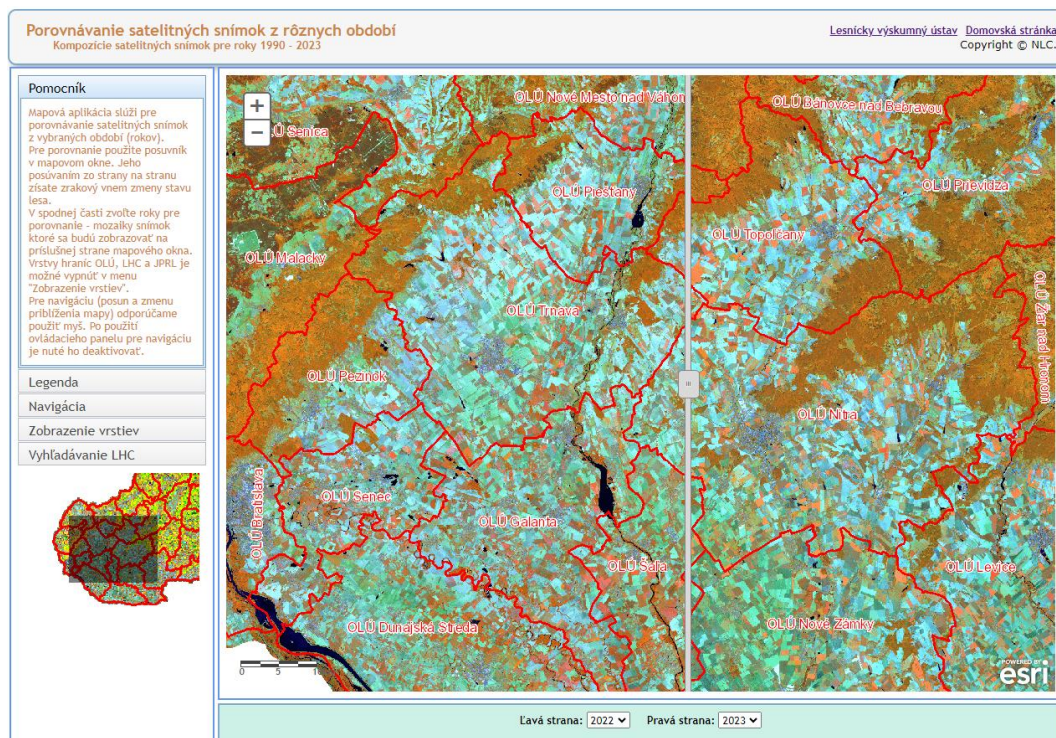 Porovnávanie satelitných snímok z rôznych období
Kompozície satelitných snímok pre roky 1990 - 2023
Lesnícky výskumný ústav Domovská stránka
Copyright © NLC.
Pomocník
Mapová aplikácia slúži pre
porovnávanie satelitných snímok
z vybraných období (rokov).
Pre porovnanie použite posuvník
v mapovom okne. Jeho
posúvaním zo strany na stranu
získate zrakový vnem zmeny stavu
lesa.
V spodnej časti zvoľte roky pre
porovnanie - mozaiky snímok
ktoré sa budú zobrazovať na
príslušnej strane mapového okna.
Vrstvy hraníc OLÚ, LHC a JPRL je
možné vypnúť v menu
"Zobrazenie vrstiev".
Pre navigáciu (posun a zmenu
priblíženia mapy) odporúčame
použiť myš. Po použití
ovládacieho panelu pre navigáciu
je nuté ho deaktivovať.
Legenda
Navigácia
Zobrazenie vrstiev
Vyhľadávanie LHC
+
−
OLÚ Nové Mesto nad Váhom
OLÚ Bánovce nad Bebravou
OLÚ Senica
OLÚ Piešťany
OLÚ Prievidza
OLÚ Topoľčany
OLÚ Malacky
OLÚ Trnava
OLÚ Žiar nad Hronom
OLÚ Pezinok
OLÚ Nitra
OLÚ Bratislava
OLÚ Senec
OLÚ Galanta
OLÚ Šaľa
OLÚ Levice
OLÚ Dunajská Streda
OLÚ Nové Zámky
0 5 10
POWERED BY
esri
Ľavá strana: 2022 Pravá strana: 2023